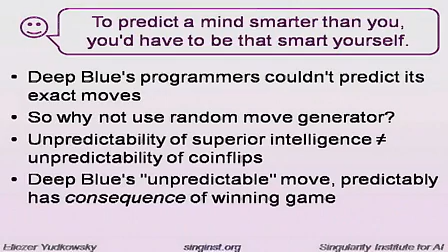 To predict a mind smarter than you,
you'd have to be that smart yourself.
• Deep Blue's programmers couldn't predict its
exact moves
• So why not use random move generator?
• Unpredictability of superior intelligence ≠
unpredictability of coinflips
• Deep Blue's "unpredictable" move, predictably
has consequence of winning game
Eliezer Yudkowsky singinst.org Singularity Institute for AI